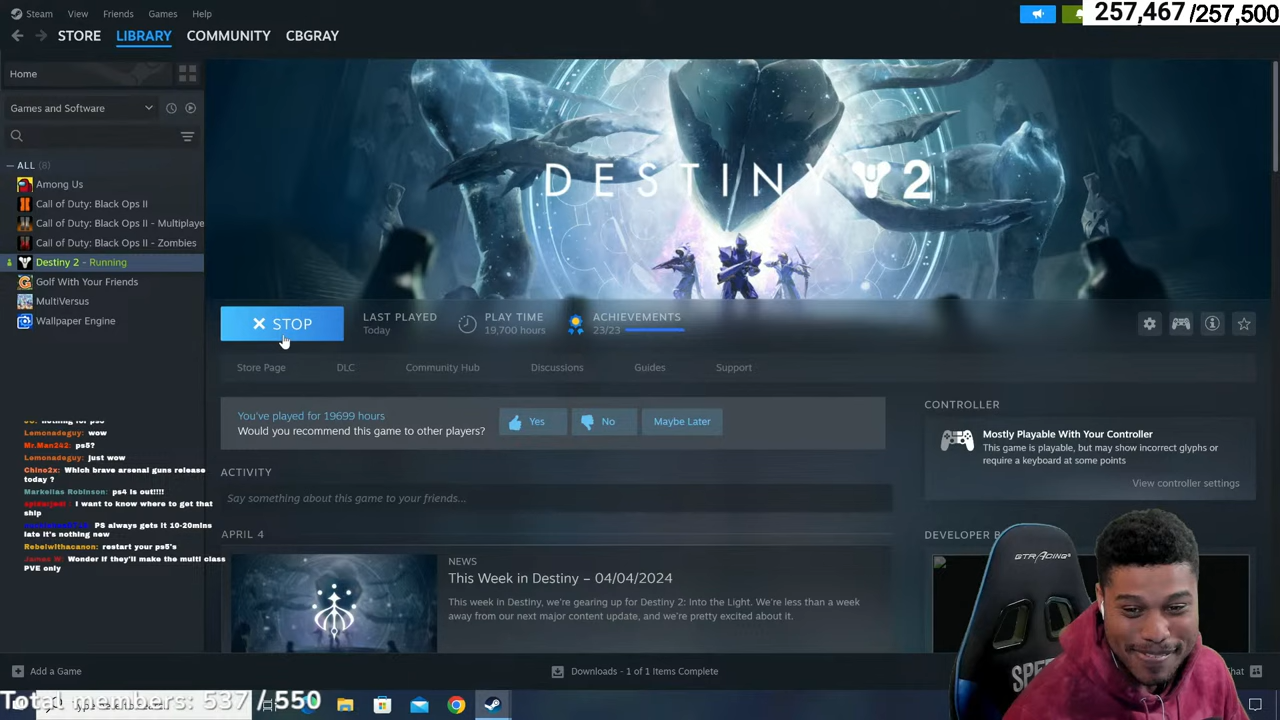 Steam View Friends Games Help
257,467 /257,500
STORE LIBRARY COMMUNITY CBGRAY
Home
Games and Software
ALL (8)
Among Us
Call of Duty: Black Ops II
Call of Duty: Black Ops II - Multiplaye
Call of Duty: Black Ops II - Zombies
Destiny 2 - Running
Golf With Your Friends
MultiVersus
Wallpaper Engine
DESTINY 2
STOP
LAST PLAYED
Today
PLAY TIME
19,700 hours
ACHIEVEMENTS
23/23
Store Page DLC Community Hub Discussions Guides Support
You've played for 19699 hours
Would you recommend this game to other players?
Yes No Maybe Later
CONTROLLER
Mostly Playable With Your Controller
This game is playable, but may show incorrect glyphs or
require a keyboard at some points
View controller settings
ACTIVITY
Say something about this game to your friends...
APRIL 4
NEWS
This Week in Destiny – 04/04/2024
This week in Destiny, we're gearing up for Destiny 2: Into the Light. We're less than a week
away from our next major content update, and we're pretty excited about it.
DEVELOPER
Lemonadeguy: wow
Mr.Man242: ps5?
Lemonadeguy: just wow
Chino2x: Which brave arsenal guns release
today ?
Markeilas Robinson: ps4 is out!!!!
I want to know where to get that
ship
PS always gets it 10-20mins
late it's nothing new
Rebelwithacanon: restart your ps5's
Wonder if they'll make the multi class
PVE only
GTRACING
Add a Game
Downloads - 1 of 1 Items Complete
Total members: 537 / 550